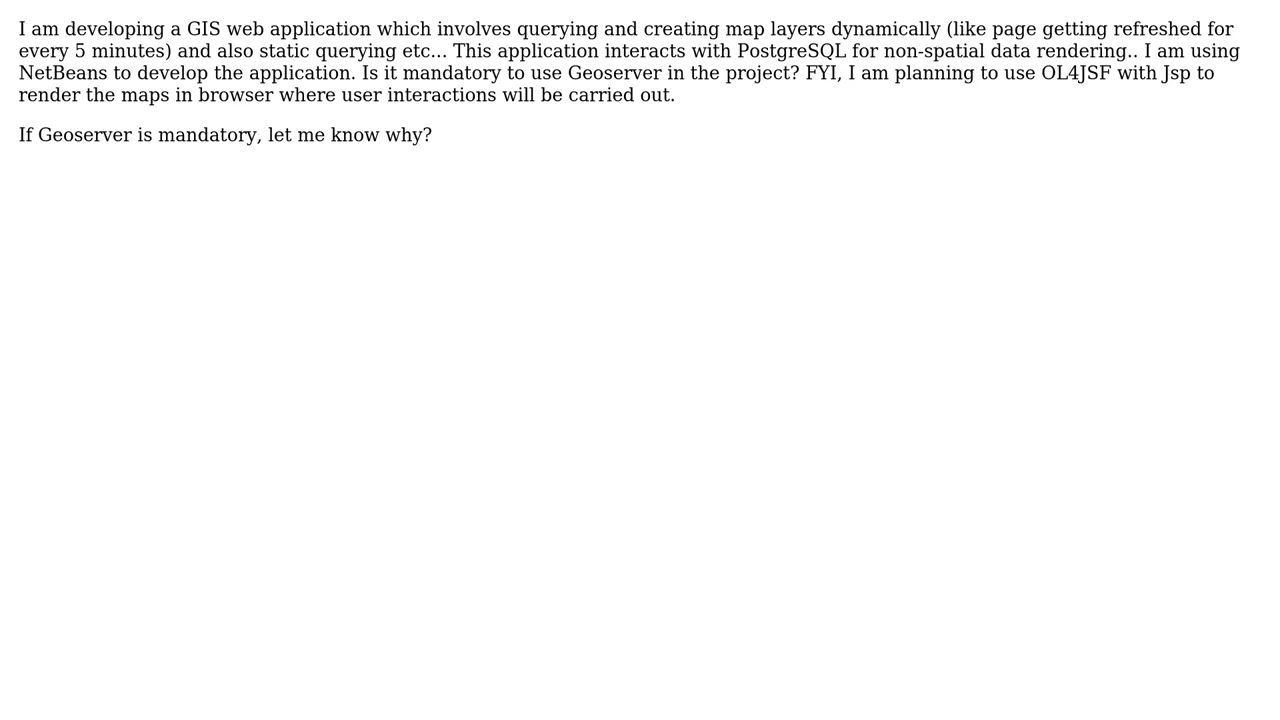 I am developing a GIS web application which involves querying and creating map layers dynamically (like page getting refreshed for
every 5 minutes) and also static querying etc... This application interacts with PostgreSQL for non-spatial data rendering.. I am using
NetBeans to develop the application. Is it mandatory to use Geoserver in the project? FYI, I am planning to use OL4JSF with Jsp to
render the maps in browser where user interactions will be carried out.
If Geoserver is mandatory, let me know why?